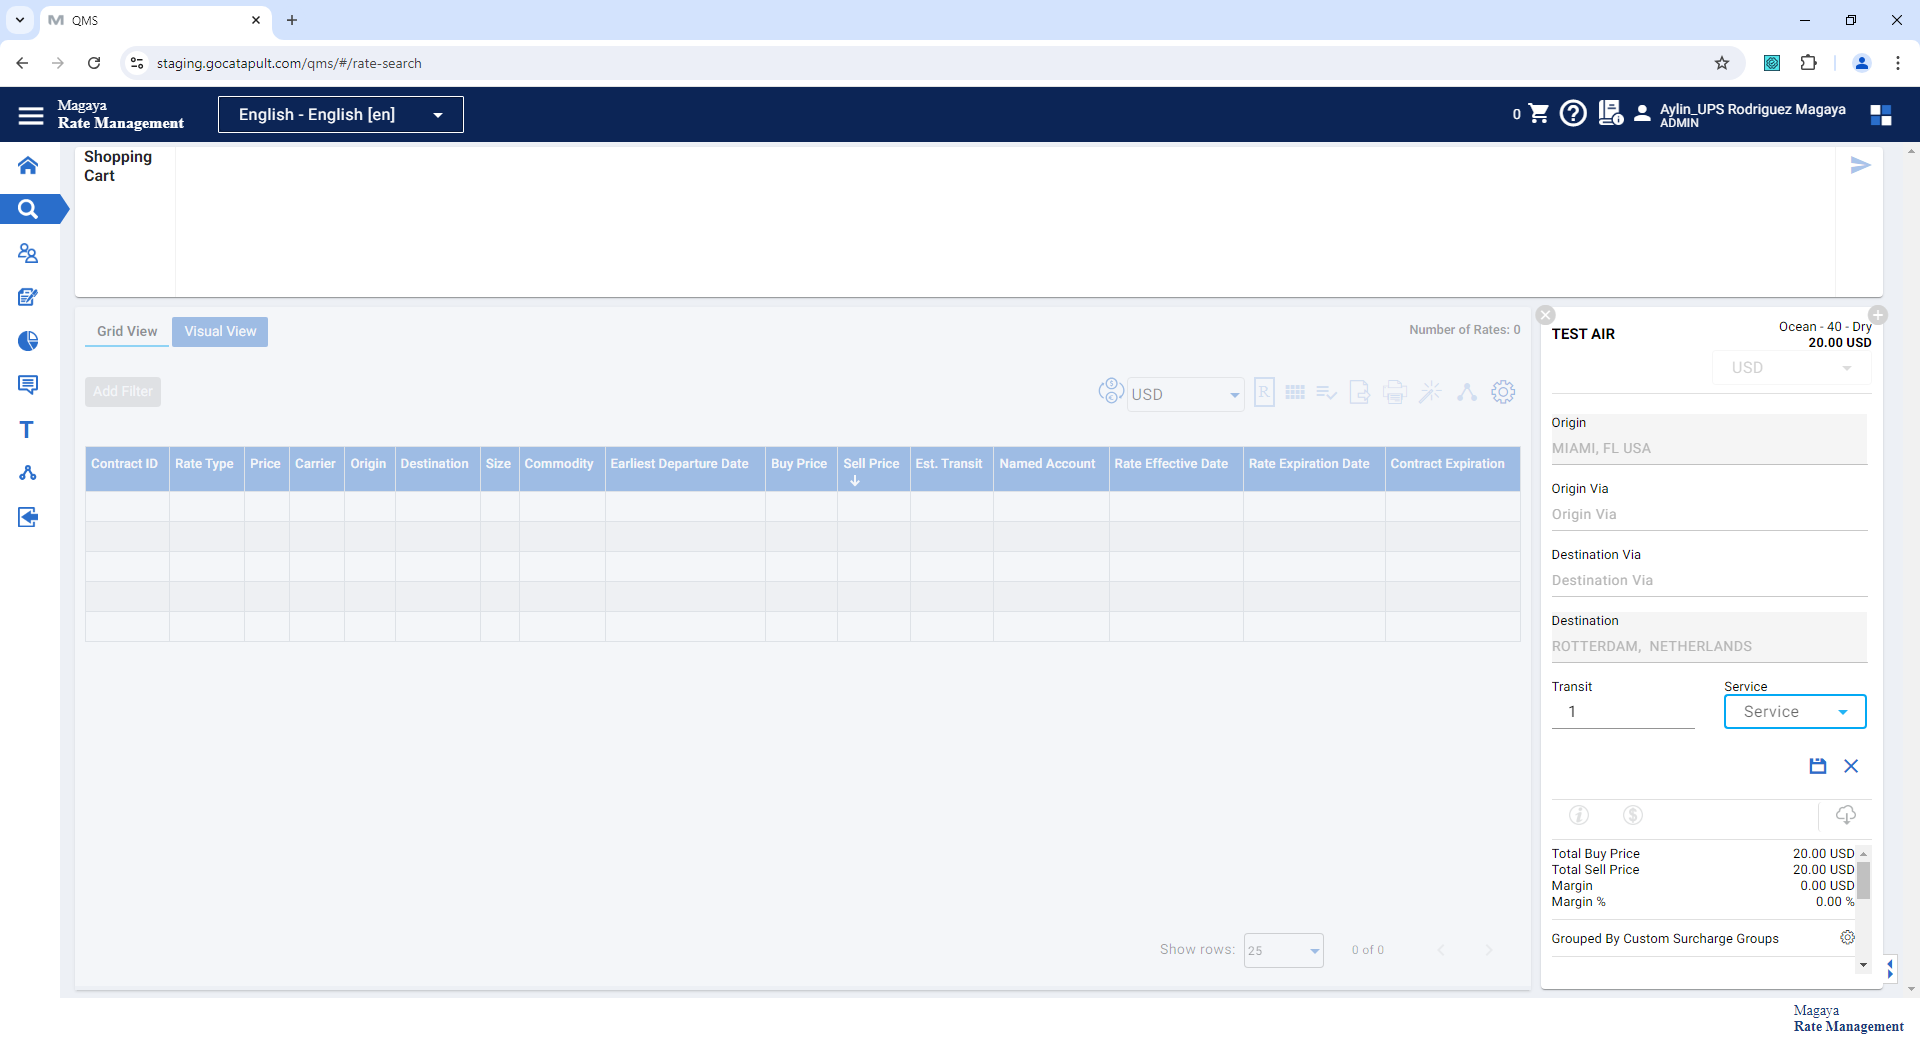 QMS
staging.gocatapult.com/qms/#/rate-search
Magaya
Rate Management
English - English [en]
0
Aylin_UPS Rodriguez Magaya
ADMIN
Shopping
Cart
Grid View
Visual View
Number of Rates: 0
Add Filter
USD
R
Contract ID
Rate Type
Price
Carrier
Origin
Destination
Size
Commodity
Earliest Departure Date
Buy Price
Sell Price
Est. Transit
Named Account
Rate Effective Date
Rate Expiration Date
Contract Expiration
Show rows:
25
0 of 0
TEST AIR
Ocean - 40 - Dry
20.00 USD
USD
Origin
MIAMI, FL USA
Origin Via
Origin Via
Destination Via
Destination Via
Destination
ROTTERDAM, NETHERLANDS
Transit
Service
1
Service
Total Buy Price 20.00 USD
Total Sell Price 20.00 USD
Margin 0.00 USD
Margin % 0.00 %
Grouped By Custom Surcharge Groups
Magaya
Rate Management